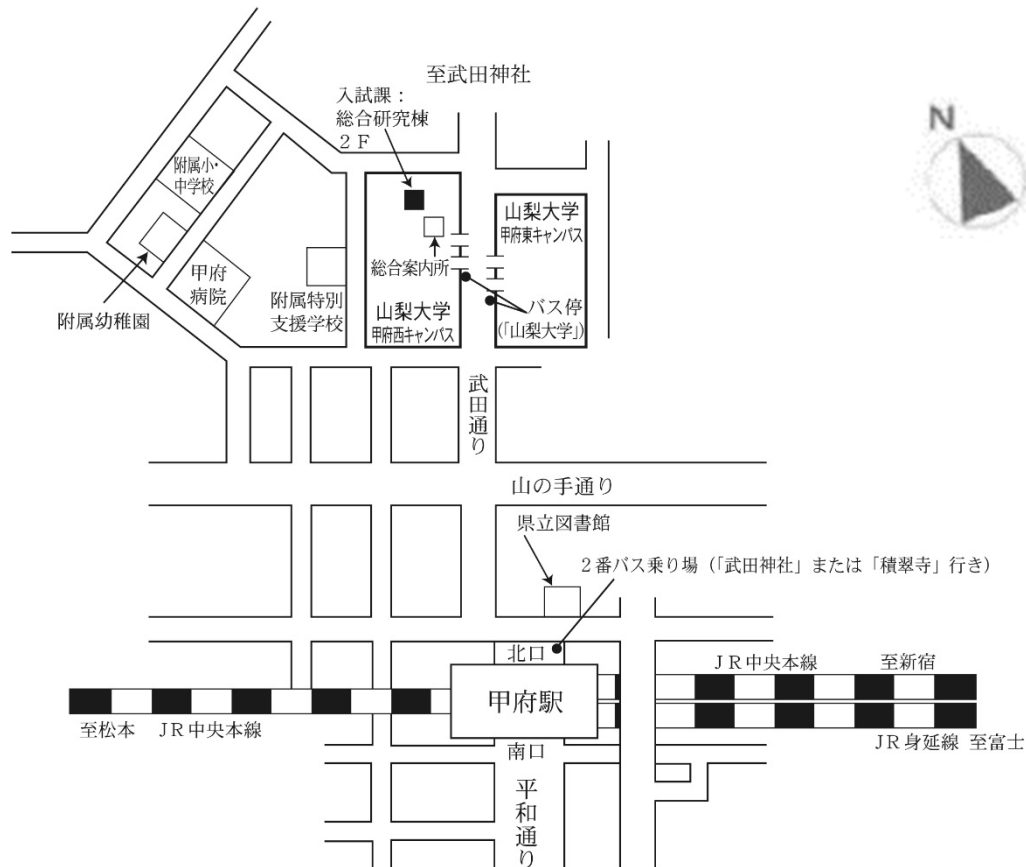 至武田神社
入試課:
総合研究棟
2F
N
附属小・
中学校
山梨大学
甲府東キャンパス
総合案内所
甲府
病院
附属特別
支援学校
附属幼稚園
山梨大学
甲府西キャンパス
バス停
(「山梨大学」)
武田通り
山の手通り
県立図書館
2番バス乗り場(「武田神社」または「積翠寺」行き)
北口
JR中央本線
至新宿
甲府駅
至松本
JR中央本線
南口
JR身延線
至富士
平和通り